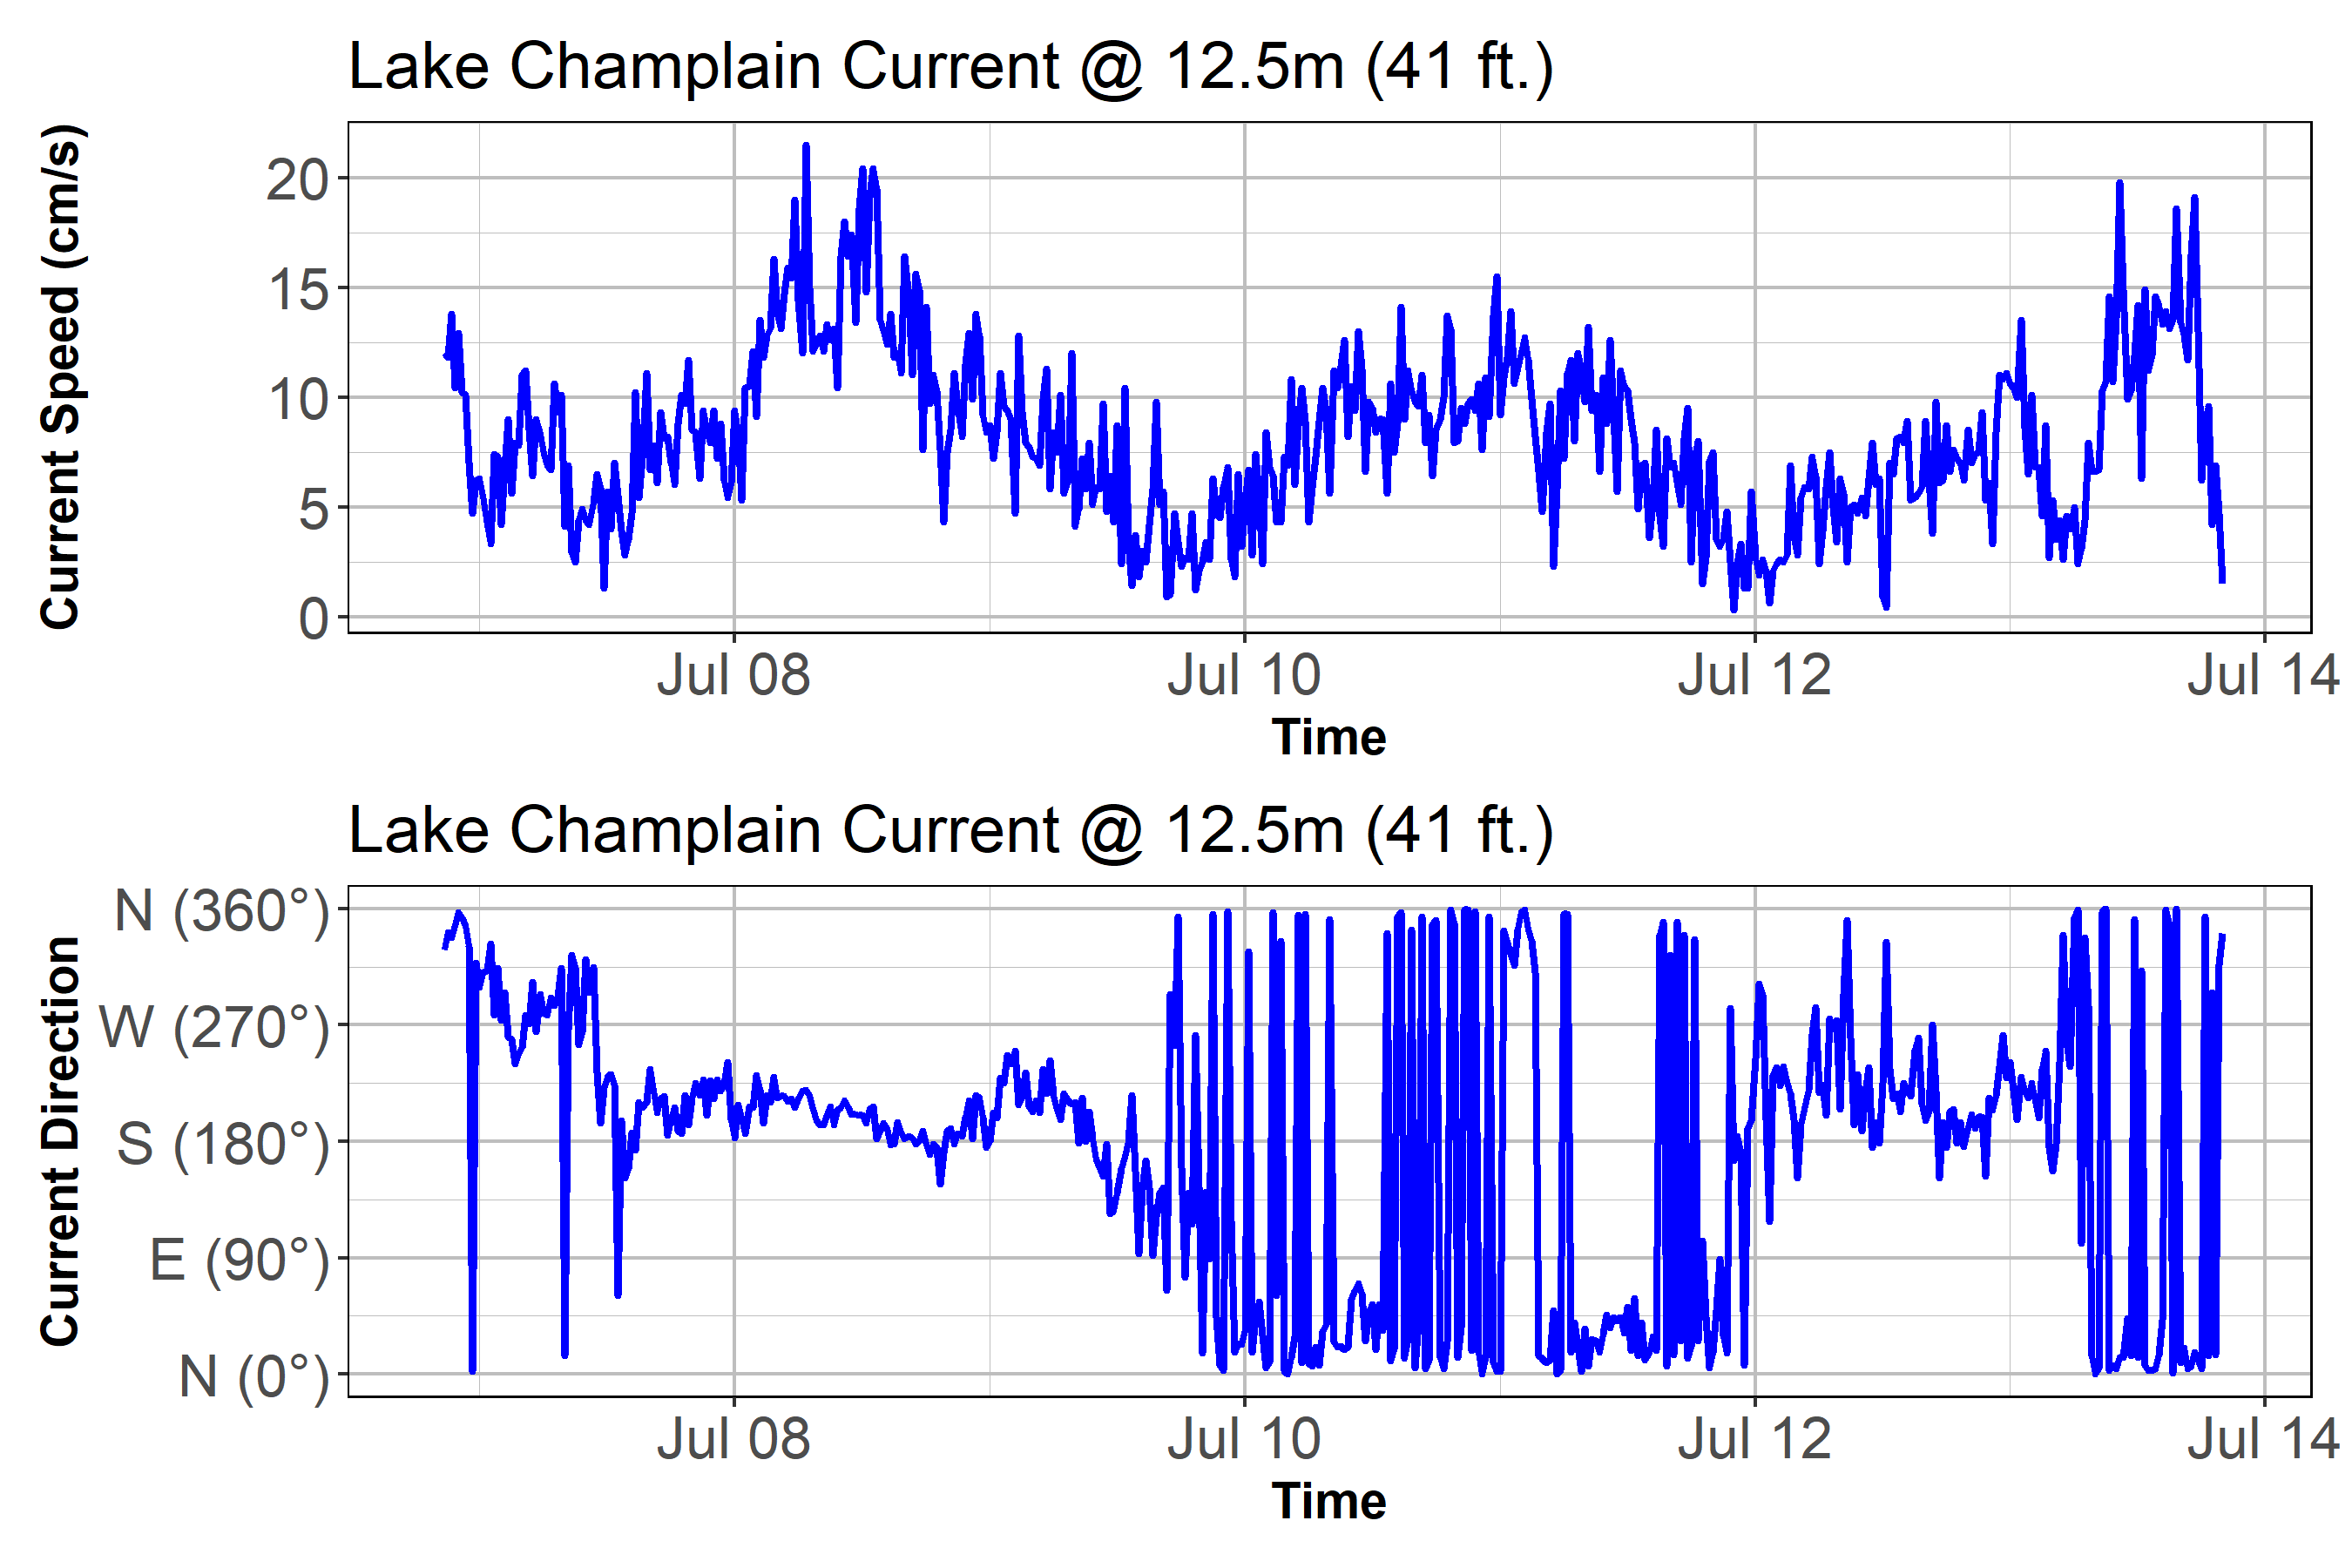 Lake Champlain Current @ 12.5m (41 ft.)
Current Speed (cm/s)
20
15
10
5
0
Jul 08 Jul 10 Jul 12 Jul 14
Time
Lake Champlain Current @ 12.5m (41 ft.)
Current Direction
N (360°)
W (270°)
S (180°)
E (90°)
N (0°)
Jul 08 Jul 10 Jul 12 Jul 14
Time